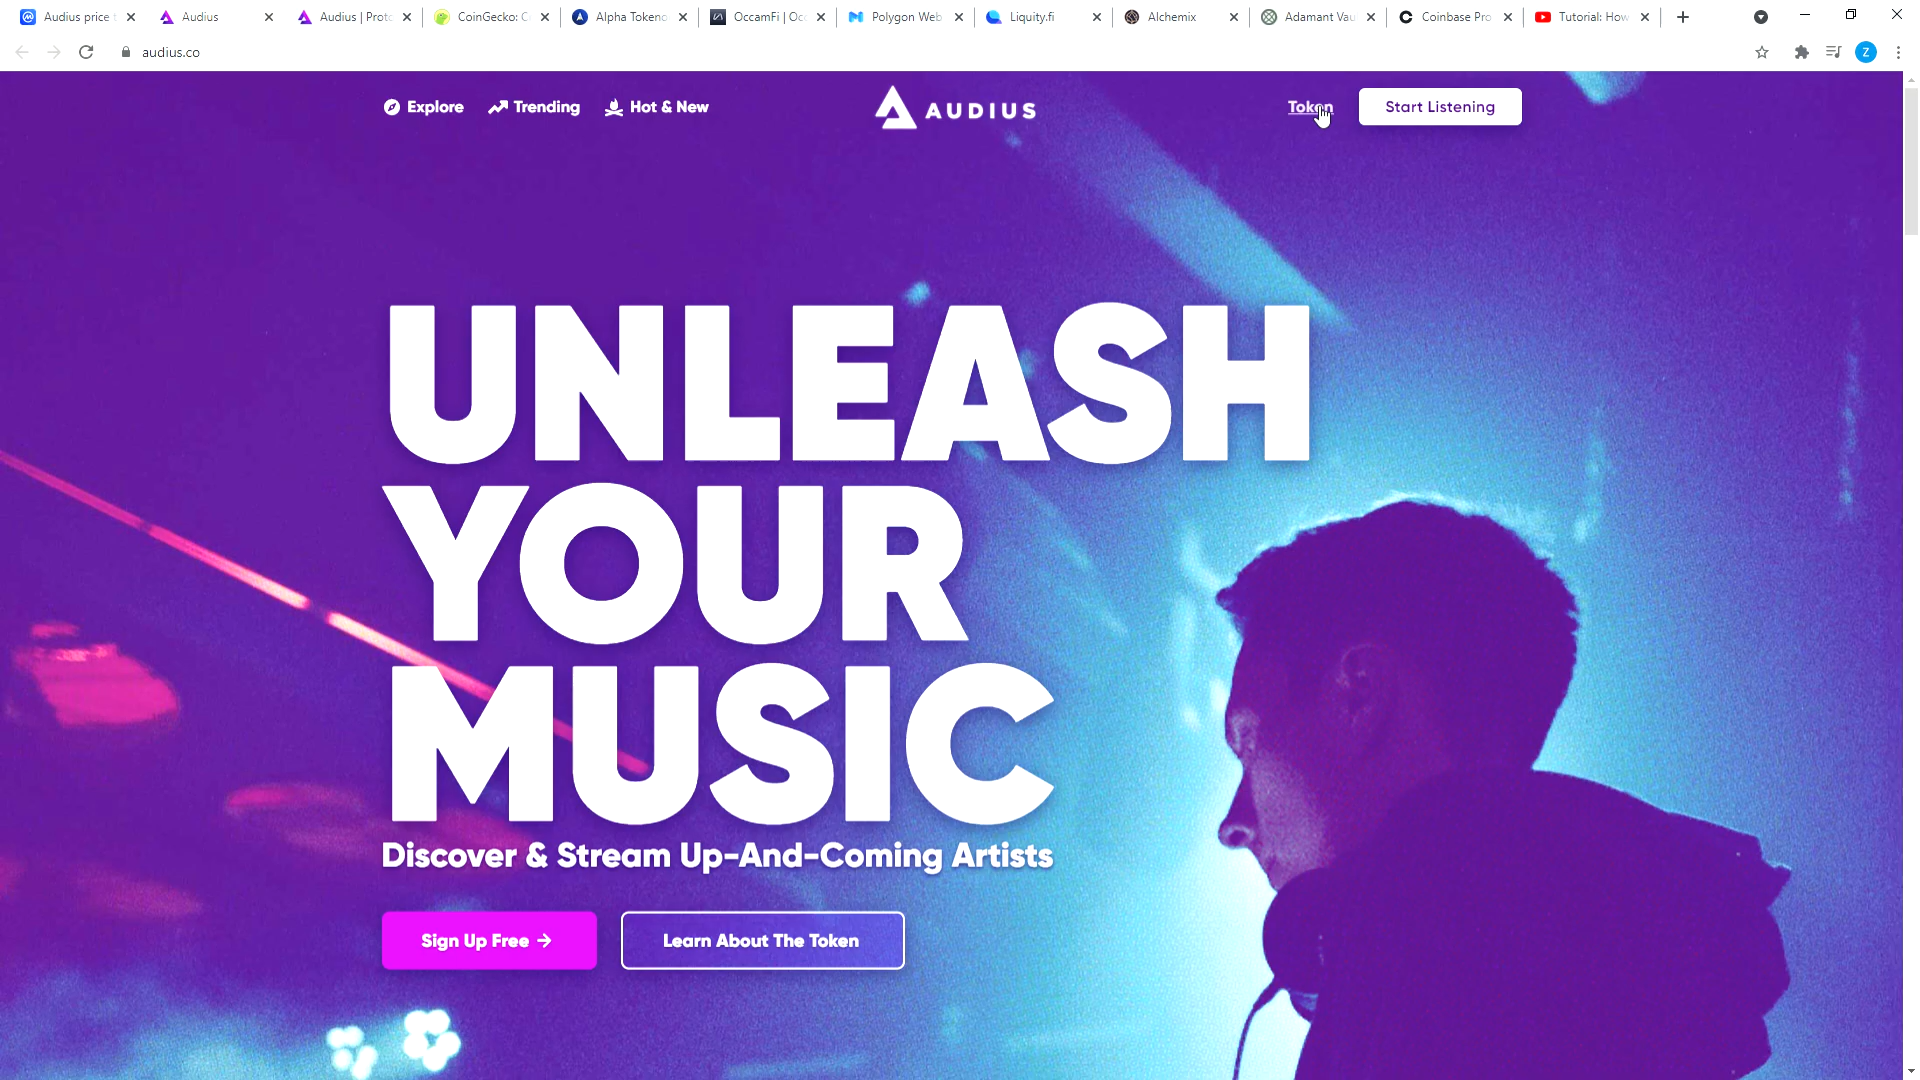 Audius price t
Audius
Audius | Proto
CoinGecko: C
Alpha Tokeno
OccamFi | Occ
Polygon Web
Liquity.fi
Alchemix
Adamant Vau
Coinbase Pro
Tutorial: How
audius.co
Z
Explore
Trending
Hot & New
AUDIUS
Token
Start Listening
UNLEASH
YOUR
MUSIC
Discover & Stream Up-And-Coming Artists
Sign Up Free →
Learn About The Token